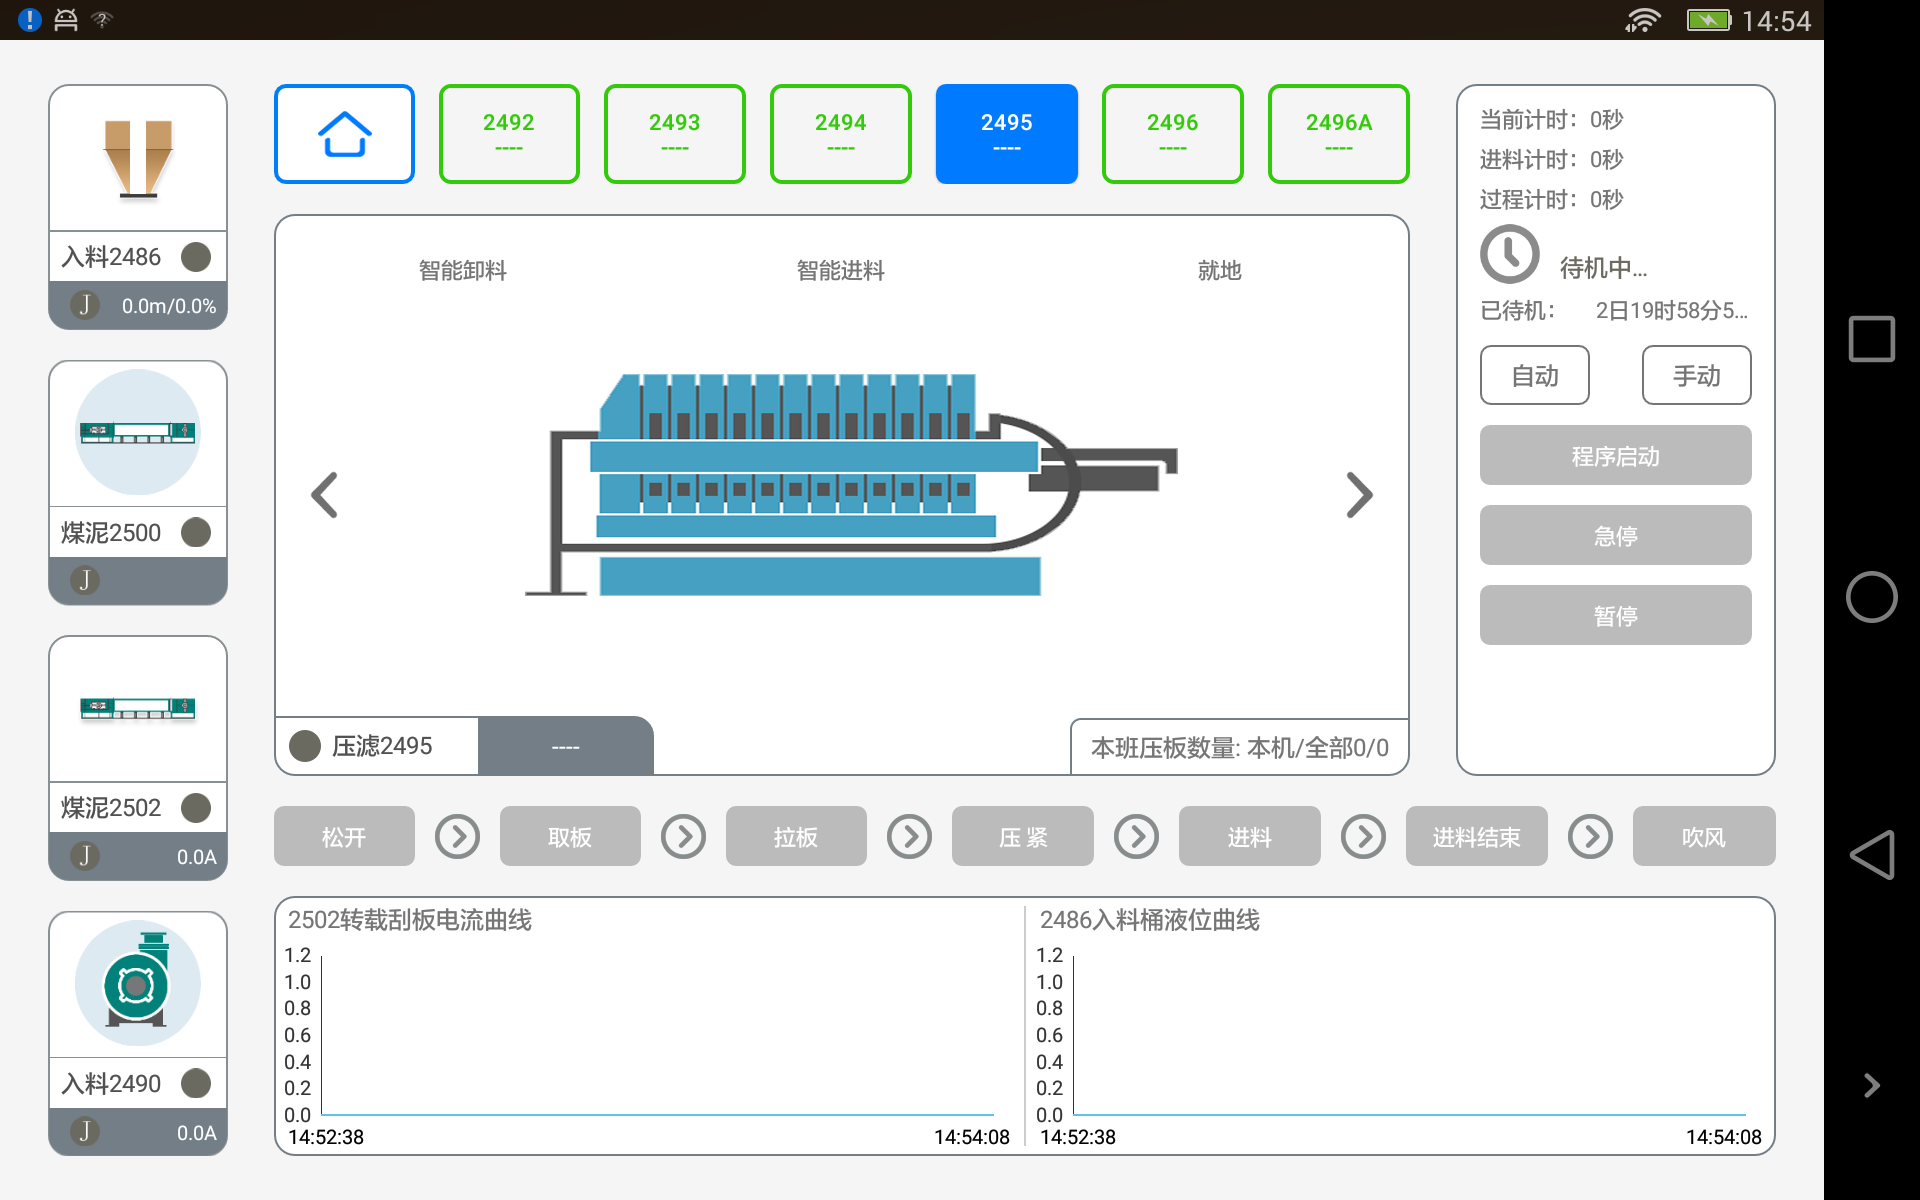 14:54
2492
----
2493
----
2494
----
2495
----
2496
----
2496A
----
入料2486
J 0.0m/0.0%
煤泥2500
J
煤泥2502
J 0.0A
入料2490
J 0.0A
智能卸料 智能进料 就地
压滤2495 ----
本班压板数量: 本机/全部0/0
当前计时：0秒
进料计时：0秒
过程计时：0秒
待机中...
已待机： 2日19时58分5...
自动 手动
程序启动
急停
暂停
松开 取板 拉板 压 紧 进料 进料结束 吹风
2502转载刮板电流曲线
1.2
1.0
0.8
0.6
0.4
0.2
0.0
14:52:38 14:54:08
2486入料桶液位曲线
1.2
1.0
0.8
0.6
0.4
0.2
0.0
14:52:38 14:54:08